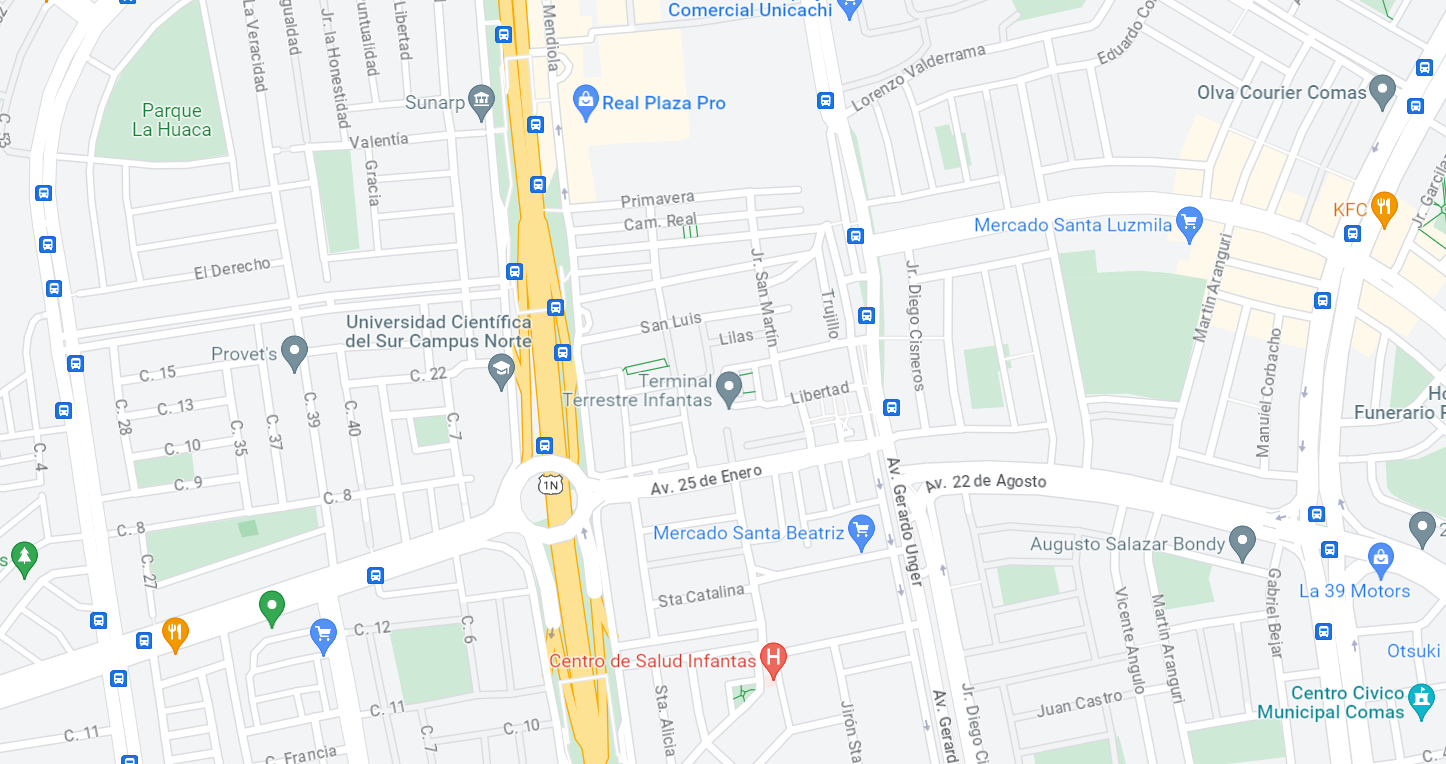 Comercial Unicachi
Mendiola
Libertad
Puntualidad
Jr. la Honestidad
La Veracidad
Lorenzo Valderrama
Eduardo Co
Olva Courier Comas
Sunarp
Real Plaza Pro
Parque
La Huaca
C. 53
Valentía
Gracia
Primavera
Cam. Real
KFC
Jr. Garcila
Mercado Santa Luzmila
El Derecho
Jr. San Martín
Jr. Diego Cisneros
Martín Aranguri
Trujillo
Universidad Científica
del Sur Campus Norte
San Luis
Lilas
Provet's
C. 15
C. 22
Terminal
Terrestre Infantas
Libertad
Manuel Corbacho
Funerario
C. 13
C. 28
C. 39
C. 40
C. 7
C. 35
C. 37
C. 10
C. 4
C. 9
C. 8
1N
Av. 25 de Enero
Av. 22 de Agosto
Av. Gerardo Unger
C. 8
Mercado Santa Beatriz
Augusto Salazar Bondy
C. 27
La 39 Motors
Sta Catalina
Vicente Angulo
Martin Aranguri
Gabriel Bejar
C. 12
C. 6
Centro de Salud Infantas
Otsuki
Sta. Alicia
Jirón Sta
Av. Gerard
Jr. Diego Ci
Juan Castro
Centro Civico
Municipal Comas
C. 11
C. 11
C. 7
C. 10
C. Francia